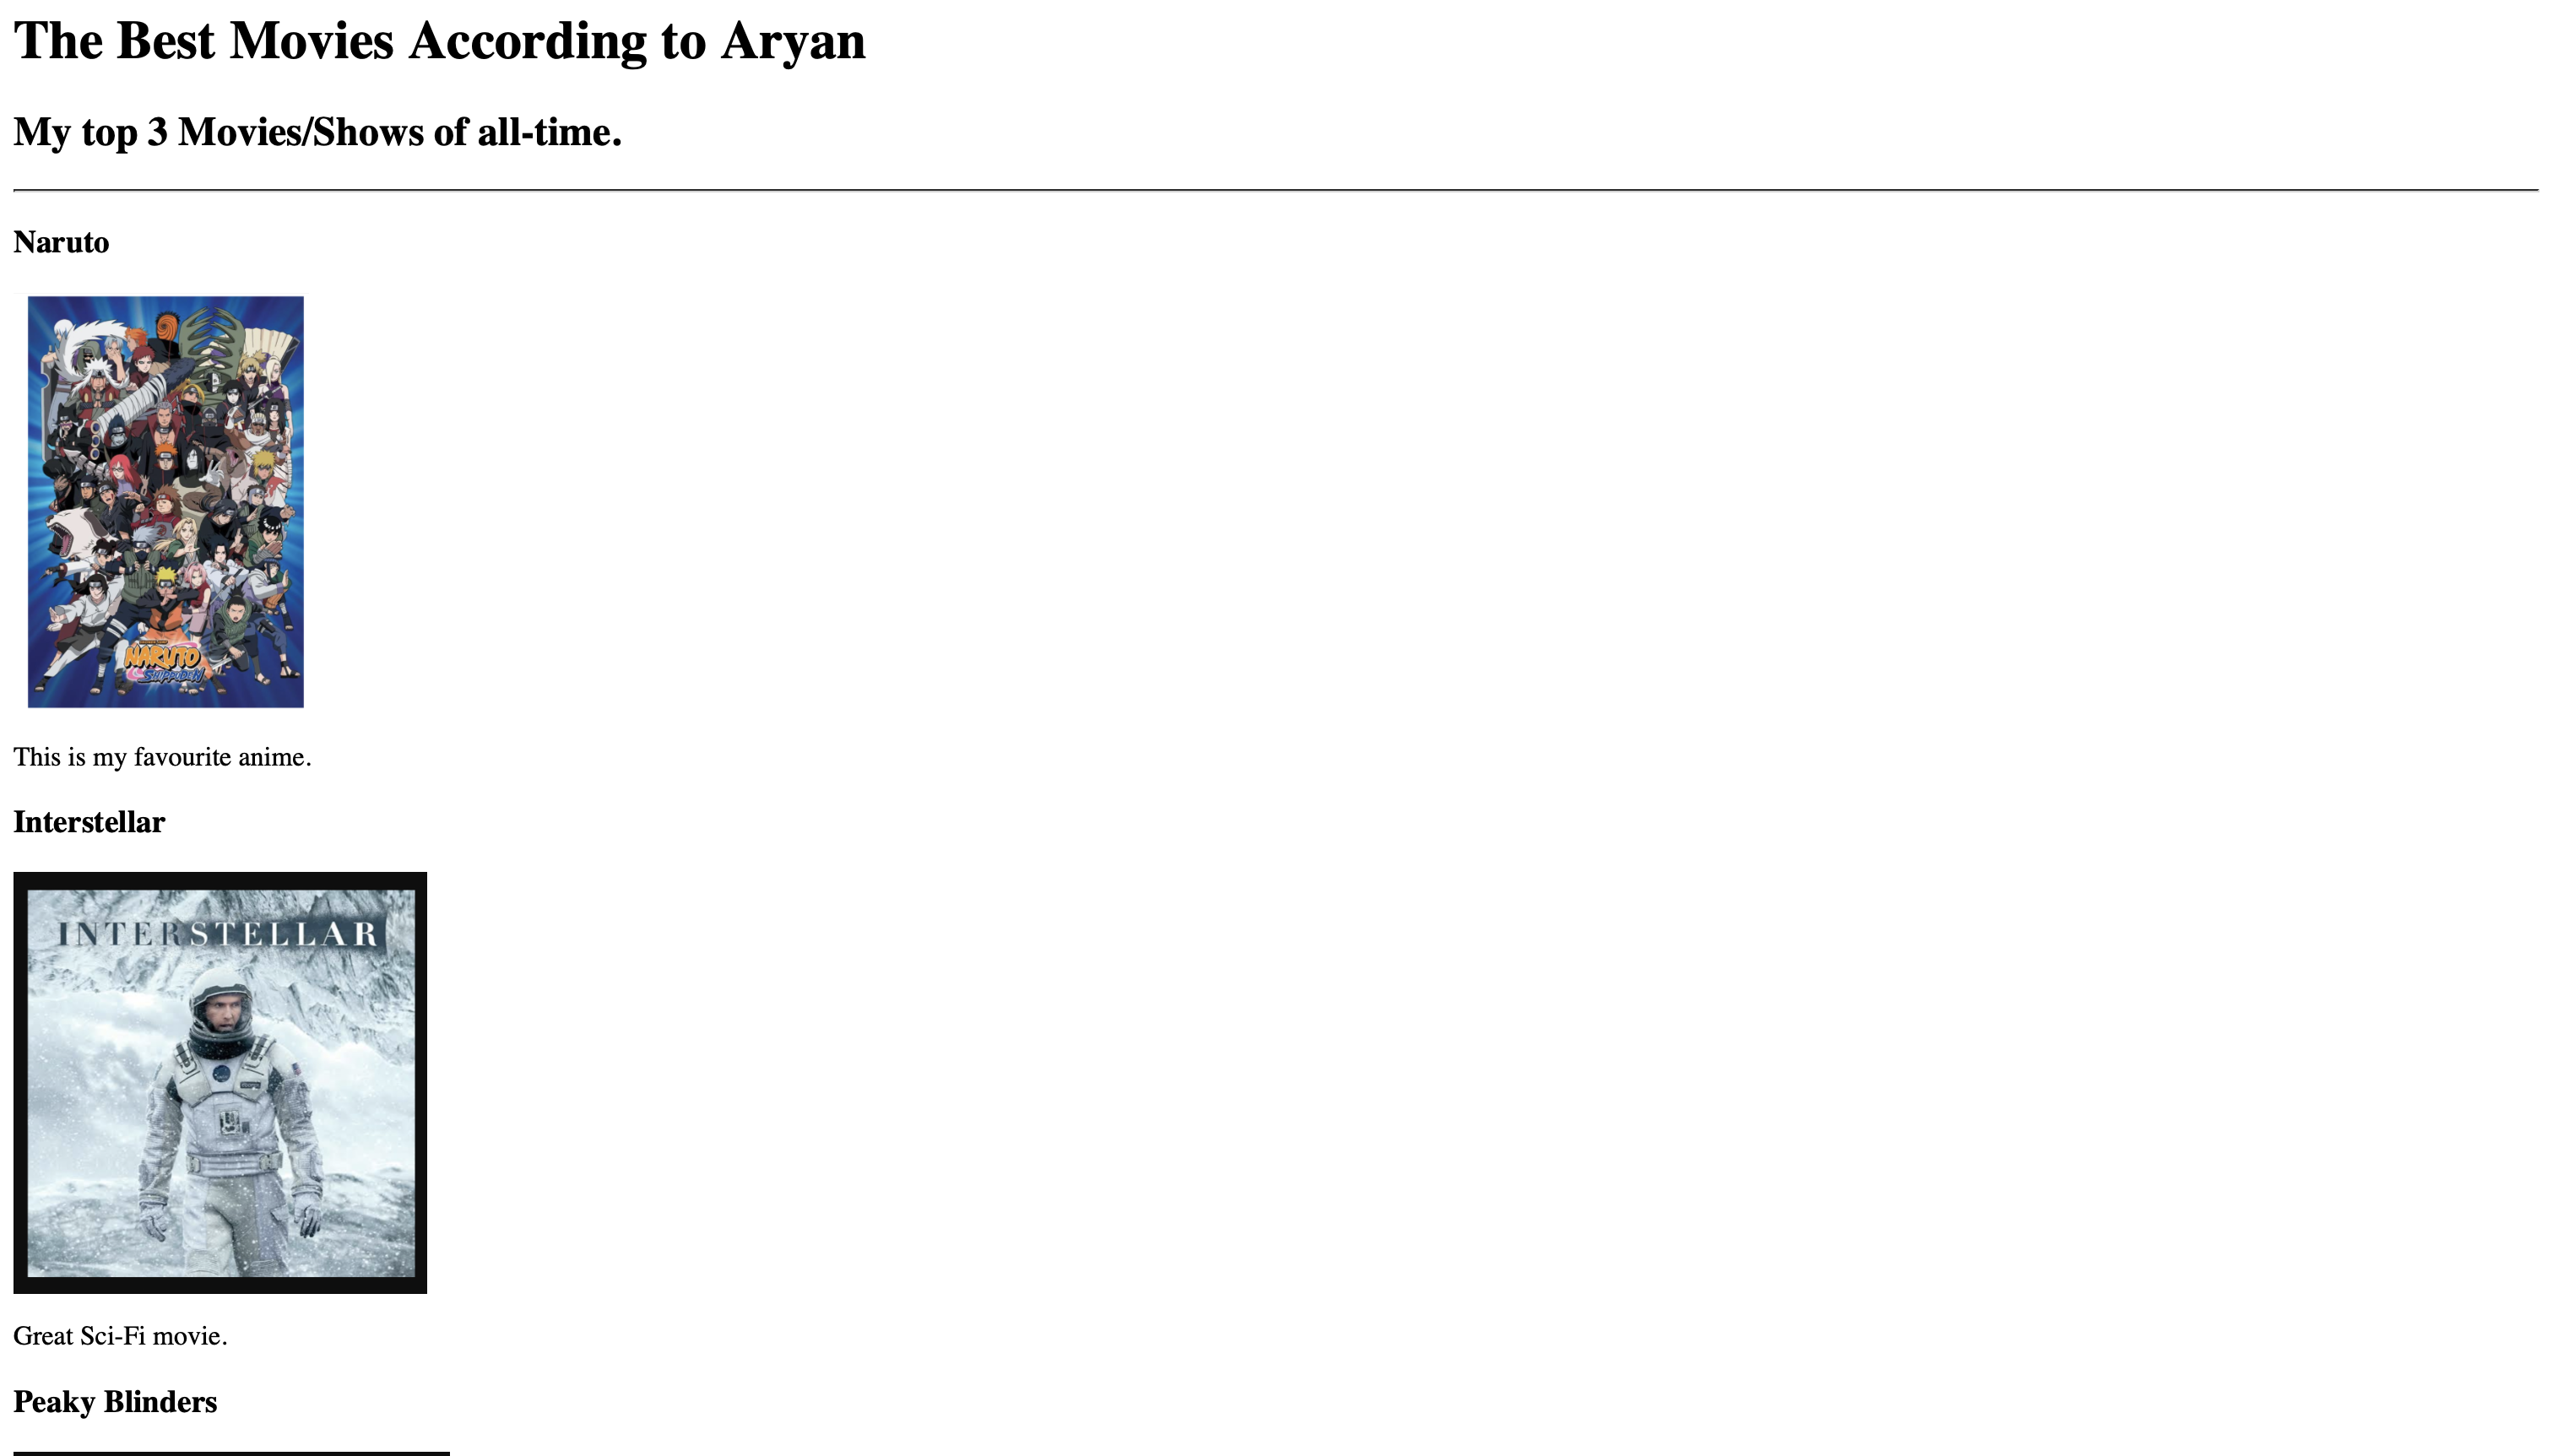 The Best Movies According to Aryan
My top 3 Movies/Shows of all-time.
Naruto
NARUTO
SHIPPUDEN
This is my favourite anime.
Interstellar
INTERSTELLAR
Great Sci-Fi movie.
Peaky Blinders